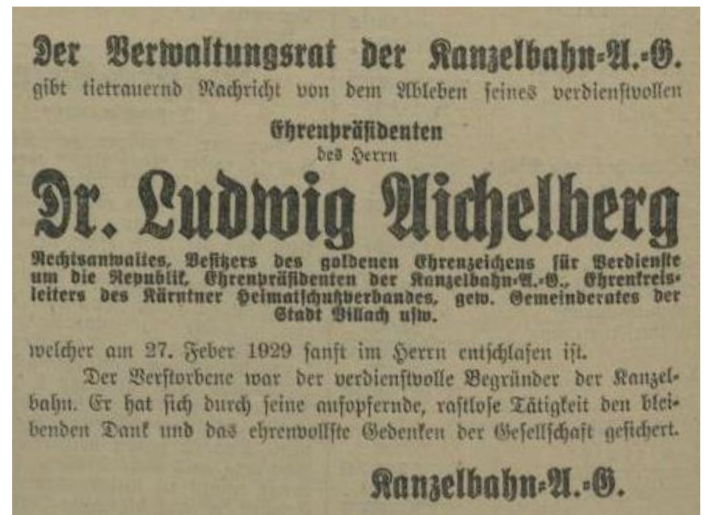 Der Verwaltungsrat der Kanzelbahn-A.-G.
gibt tieftrauernd Nachricht von dem Ableben seines verdienstvollen
Ehrenpräsidenten
des Herrn
Dr. Ludwig Aichelberg
Rechtsanwaltes, Besitzers des goldenen Ehrenzeichens für Verdienste
um die Republik, Ehrenpräsidenten der Kanzelbahn-A.-G., Ehrenkreis-
leiters des Kärntner Heimatschutzverbandes, gew. Gemeinderates der
Stadt Villach usw.
welcher am 27. Feber 1929 sanft im Herrn entschlafen ist.
Der Verstorbene war der verdienstvolle Begründer der Kanzel-
bahn. Er hat sich durch seine aufopfernde, rastlose Tätigkeit den blei-
benden Dank und das ehrenvollste Gedenken der Gesellschaft gesichert.
Kanzelbahn-A.-G.